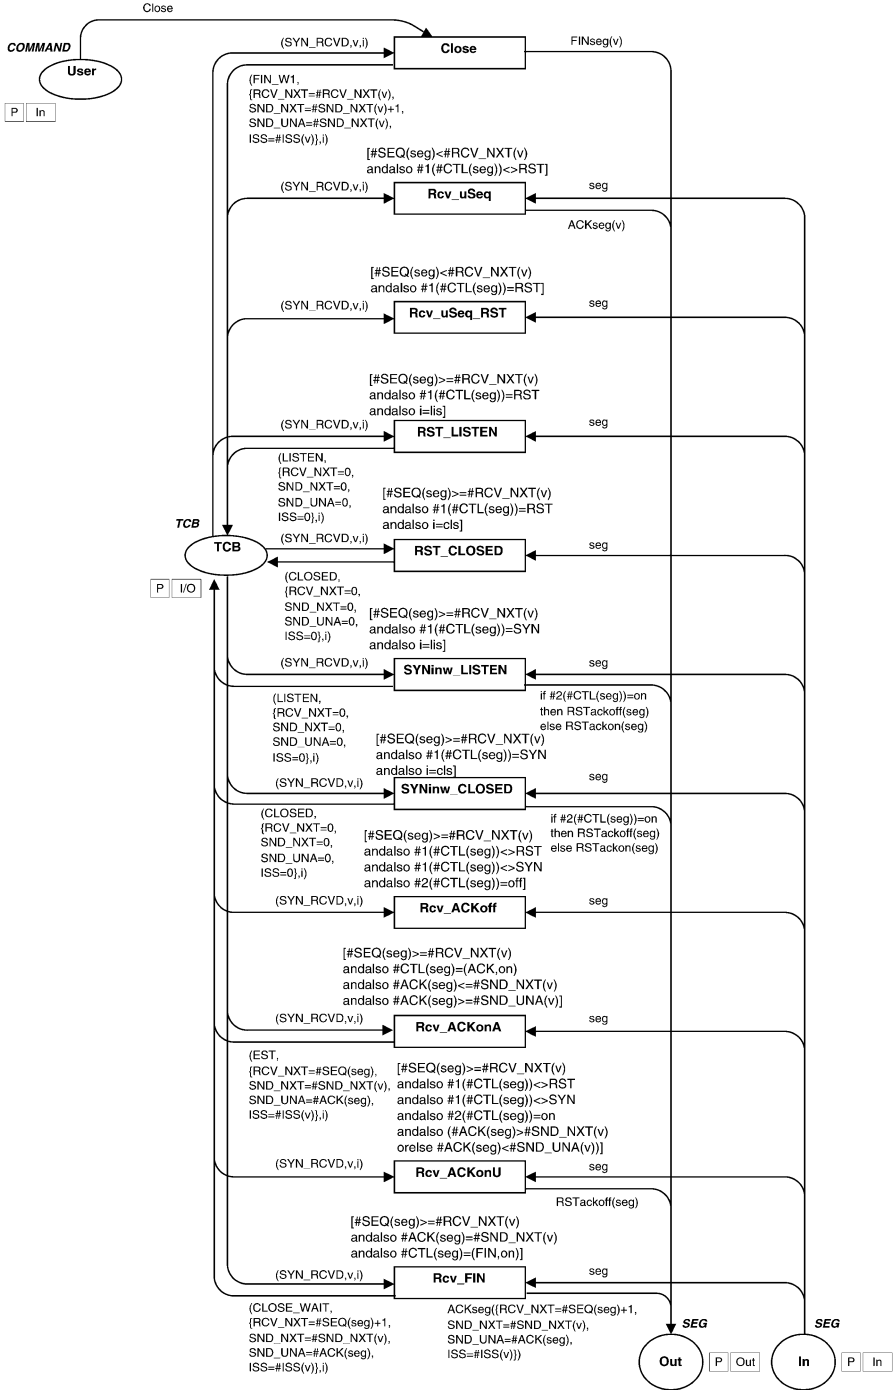 Close
COMMAND
User
P In
(SYN_RCVD,v,i)
Close
FINseg(v)
(FIN_W1,
{RCV_NXT=#RCV_NXT(v),
SND_NXT=#SND_NXT(v)+1,
SND_UNA=#SND_NXT(v),
ISS=#ISS(v)},i)
[#SEQ(seg)<#RCV_NXT(v)
andalso #1(#CTL(seg))<>RST]
(SYN_RCVD,v,i)
Rcv_uSeq
seg
ACKseg(v)
[#SEQ(seg)<#RCV_NXT(v)
andalso #1(#CTL(seg))=RST]
(SYN_RCVD,v,i)
Rcv_uSeq_RST
seg
[#SEQ(seg)>=#RCV_NXT(v)
andalso #1(#CTL(seg))=RST
andalso i=lis]
(SYN_RCVD,v,i)
RST_LISTEN
seg
(LISTEN,
{RCV_NXT=0,
SND_NXT=0,
SND_UNA=0,
ISS=0},i)
[#SEQ(seg)>=#RCV_NXT(v)
andalso #1(#CTL(seg))=RST
andalso i=cls]
TCB
TCB
P I/O
(SYN_RCVD,v,i)
RST_CLOSED
seg
(CLOSED,
{RCV_NXT=0,
SND_NXT=0,
SND_UNA=0,
ISS=0},i)
[#SEQ(seg)>=#RCV_NXT(v)
andalso #1(#CTL(seg))=SYN
andalso i=lis]
(SYN_RCVD,v,i)
SYNinw_LISTEN
seg
if #2(#CTL(seg))=on
then RSTackoff(seg)
else RSTackon(seg)
(LISTEN,
{RCV_NXT=0,
SND_NXT=0,
SND_UNA=0,
ISS=0},i)
[#SEQ(seg)>=#RCV_NXT(v)
andalso #1(#CTL(seg))=SYN
andalso i=cls]
(SYN_RCVD,v,i)
SYNinw_CLOSED
seg
if #2(#CTL(seg))=on
then RSTackoff(seg)
else RSTackon(seg)
(CLOSED,
{RCV_NXT=0,
SND_NXT=0,
SND_UNA=0,
ISS=0},i)
[#SEQ(seg)>=#RCV_NXT(v)
andalso #1(#CTL(seg))<>RST
andalso #1(#CTL(seg))<>SYN
andalso #2(#CTL(seg))=off]
(SYN_RCVD,v,i)
Rcv_ACKoff
seg
[#SEQ(seg)>=#RCV_NXT(v)
andalso #CTL(seg)=(ACK,on)
andalso #ACK(seg)<=#SND_NXT(v)
andalso #ACK(seg)>=#SND_UNA(v)]
(SYN_RCVD,v,i)
Rcv_ACKonA
seg
(EST,
{RCV_NXT=#SEQ(seg),
SND_NXT=#SND_NXT(v),
SND_UNA=#ACK(seg),
ISS=#ISS(v)},i)
[#SEQ(seg)>=#RCV_NXT(v)
andalso #1(#CTL(seg))<>RST
andalso #1(#CTL(seg))<>SYN
andalso #2(#CTL(seg))=on
andalso (#ACK(seg)>#SND_NXT(v)
orelse #ACK(seg)<#SND_UNA(v))]
(SYN_RCVD,v,i)
Rcv_ACKonU
seg
RSTackoff(seg)
[#SEQ(seg)>=#RCV_NXT(v)
andalso #ACK(seg)=#SND_NXT(v)
andalso #CTL(seg)=(FIN,on)]
(SYN_RCVD,v,i)
Rcv_FIN
seg
(CLOSE_WAIT,
{RCV_NXT=#SEQ(seg)+1,
SND_NXT=#SND_NXT(v),
SND_UNA=#ACK(seg),
ISS=#ISS(v)},i)
ACKseg({RCV_NXT=#SEQ(seg)+1,
SND_NXT=#SND_NXT(v),
SND_UNA=#ACK(seg),
ISS=#ISS(v)})
SEG
Out
P Out
SEG
In
P In